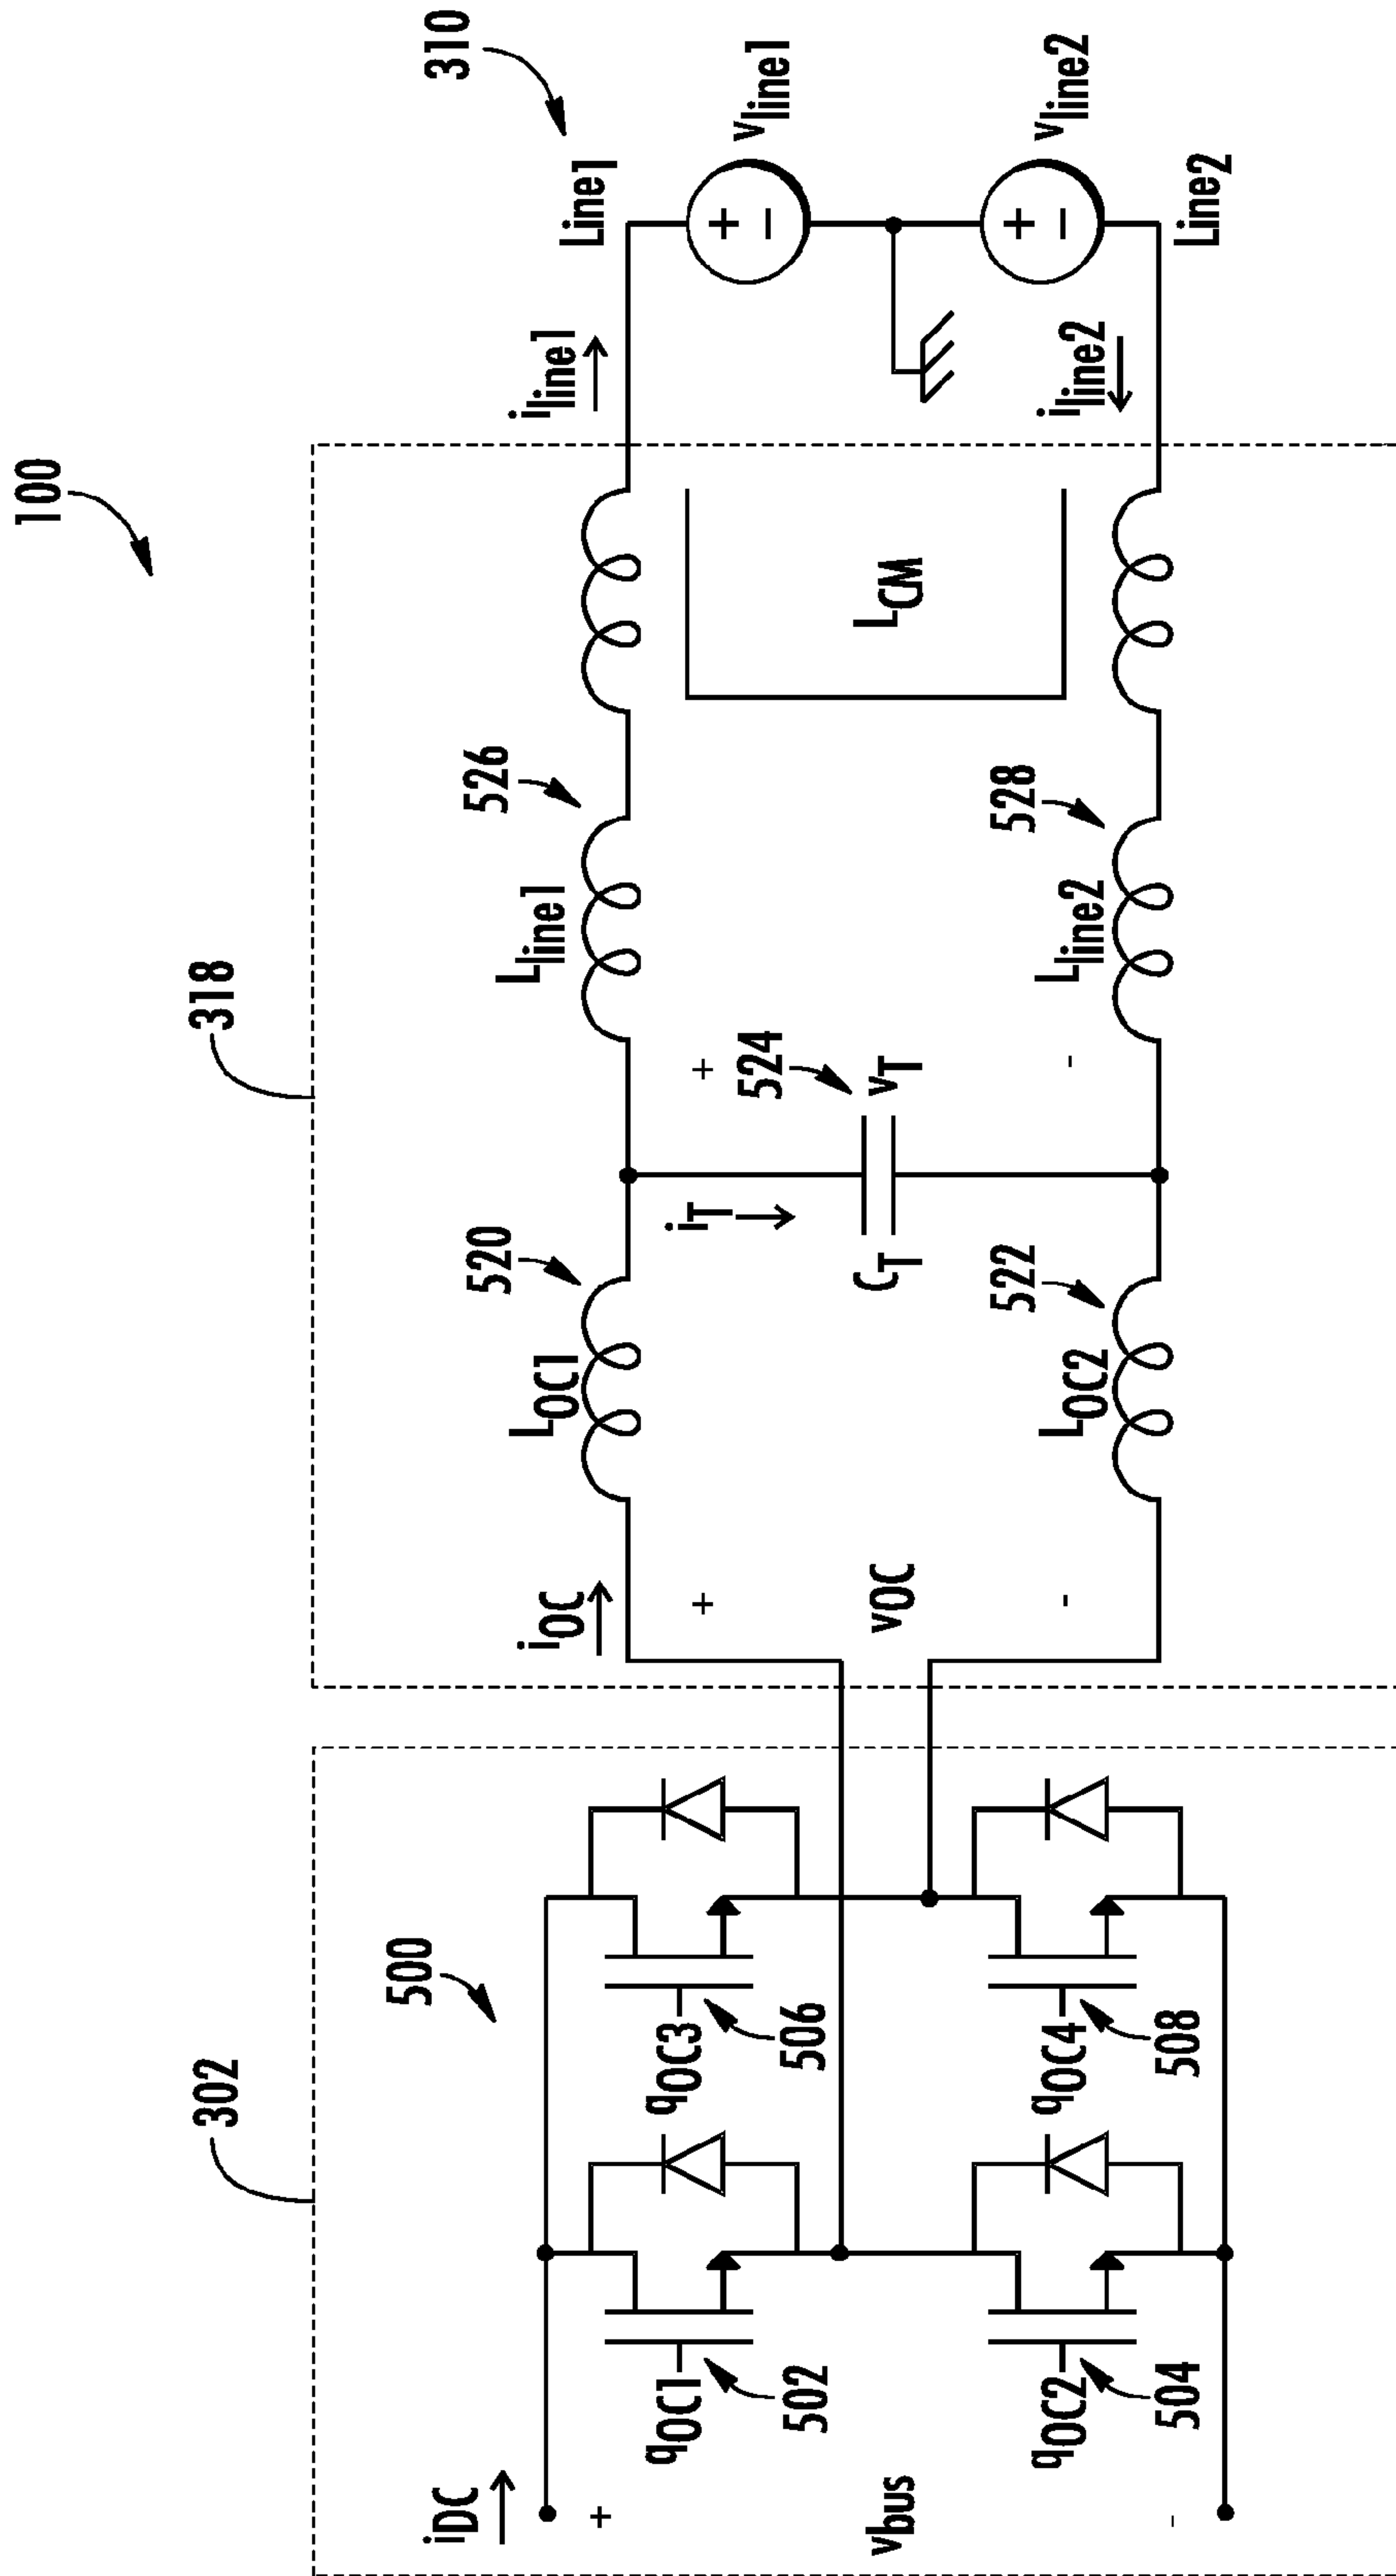 100
302
318
310
500
iDC
+
vbus
-
qOC1
502
qOC2
504
qOC3
506
qOC4
508
iOC
+
vOC
-
LOC1
520
LOC2
522
iT
CT
524
+
vT
-
Lline1
526
Lline2
528
LCM
iline1
iline2
Line1
Line2
+
-
vline1
+
-
vline2